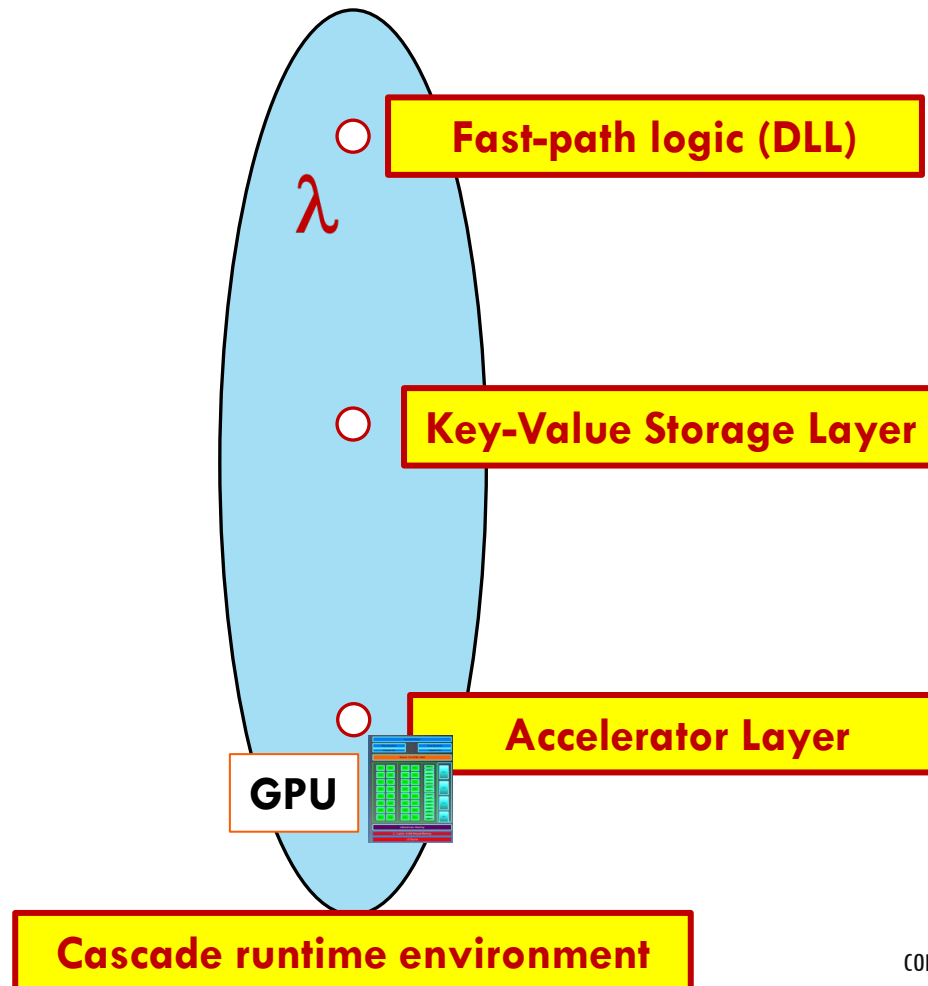 Fast-path logic (DLL)
λ
Key-Value Storage Layer
Accelerator Layer
GPU
Cascade runtime environment